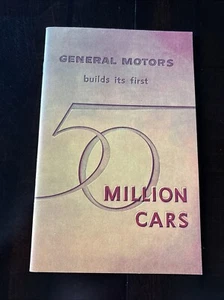 GENERAL MOTORS
builds its first
50
MILLION
CARS